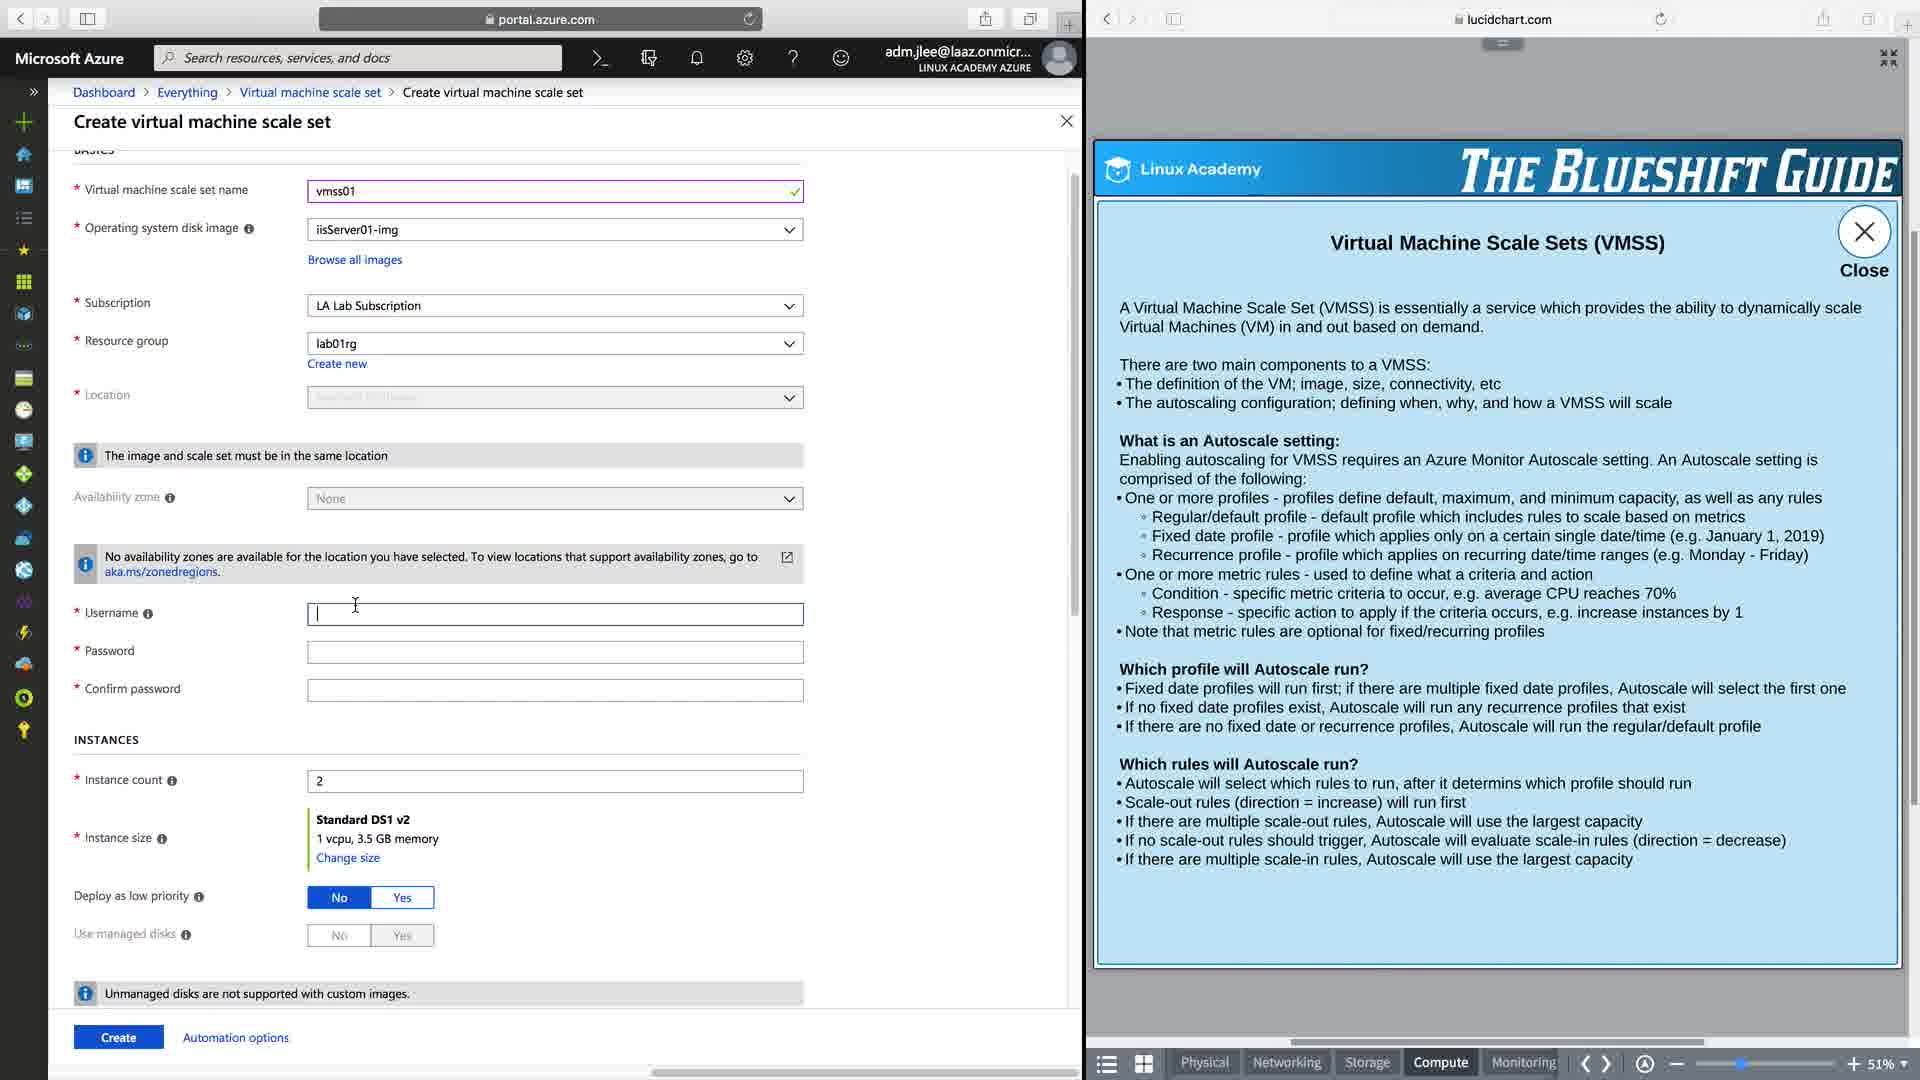 portal.azure.com
Microsoft Azure
Search resources, services, and docs
adm.jlee@laaz.onmicr...
LINUX ACADEMY AZURE
Dashboard > Everything > Virtual machine scale set > Create virtual machine scale set
Create virtual machine scale set
BASICS
* Virtual machine scale set name
vmss01
* Operating system disk image
iisServer01-img
Browse all images
* Subscription
LA Lab Subscription
* Resource group
lab01rg
Create new
* Location
The image and scale set must be in the same location
Availability zone
None
No availability zones are available for the location you have selected. To view locations that support availability zones, go to
aka.ms/zonedregions.
* Username
* Password
* Confirm password
INSTANCES
* Instance count
2
Standard DS1 v2
* Instance size
1 vcpu, 3.5 GB memory
Change size
Deploy as low priority
No Yes
Use managed disks
No Yes
Unmanaged disks are not supported with custom images.
Create
Automation options
lucidchart.com
Linux Academy
THE BLUESHIFT GUIDE
Virtual Machine Scale Sets (VMSS)
Close
A Virtual Machine Scale Set (VMSS) is essentially a service which provides the ability to dynamically scale
Virtual Machines (VM) in and out based on demand.
There are two main components to a VMSS:
• The definition of the VM; image, size, connectivity, etc
• The autoscaling configuration; defining when, why, and how a VMSS will scale
What is an Autoscale setting:
Enabling autoscaling for VMSS requires an Azure Monitor Autoscale setting. An Autoscale setting is
comprised of the following:
• One or more profiles - profiles define default, maximum, and minimum capacity, as well as any rules
◦ Regular/default profile - default profile which includes rules to scale based on metrics
◦ Fixed date profile - profile which applies only on a certain single date/time (e.g. January 1, 2019)
◦ Recurrence profile - profile which applies on recurring date/time ranges (e.g. Monday - Friday)
• One or more metric rules - used to define what a criteria and action
◦ Condition - specific metric criteria to occur, e.g. average CPU reaches 70%
◦ Response - specific action to apply if the criteria occurs, e.g. increase instances by 1
• Note that metric rules are optional for fixed/recurring profiles
Which profile will Autoscale run?
• Fixed date profiles will run first; if there are multiple fixed date profiles, Autoscale will select the first one
• If no fixed date profiles exist, Autoscale will run any recurrence profiles that exist
• If there are no fixed date or recurrence profiles, Autoscale will run the regular/default profile
Which rules will Autoscale run?
• Autoscale will select which rules to run, after it determins which profile should run
• Scale-out rules (direction = increase) will run first
• If there are multiple scale-out rules, Autoscale will use the largest capacity
• If no scale-out rules should trigger, Autoscale will evaluate scale-in rules (direction = decrease)
• If there are multiple scale-in rules, Autoscale will use the largest capacity
Physical Networking Storage Compute Monitoring
51%